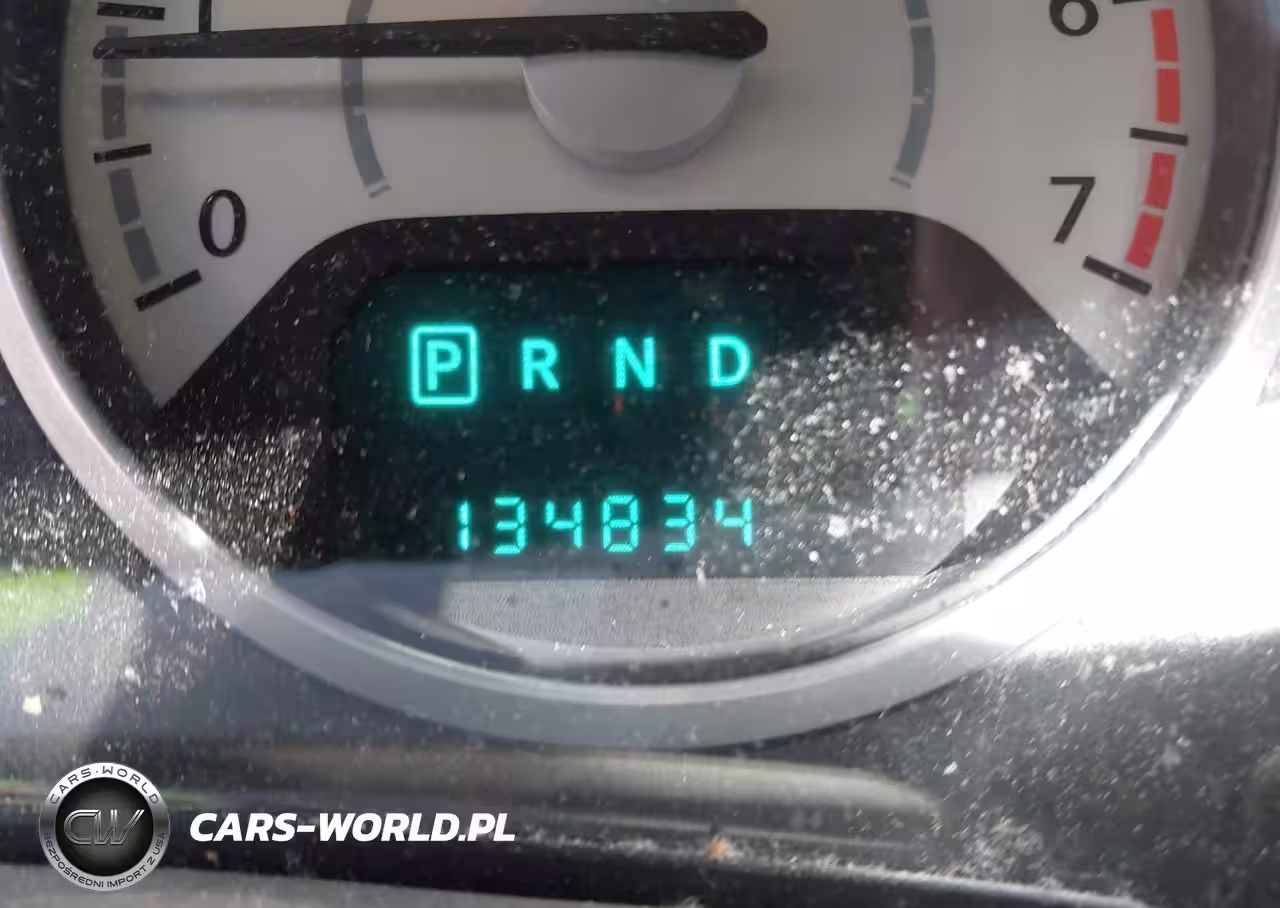 6
0
7
P R N D
134834
CARS-WORLD
CW
BEZPOŚREDNI IMPORT Z USA
CARS-WORLD.PL